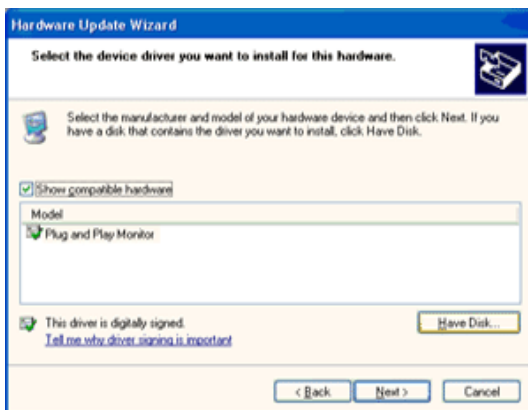 Hardware Update Wizard
Select the device driver you want to install for this hardware.
Select the manufacturer and model of your hardware device and then click Next. If you
have a disk that contains the driver you want to install, click Have Disk.
Show compatible hardware
Model
Plug and Play Monitor
This driver is digitally signed.
Have Disk...
Tell me why driver signing is important
< Back
Next >
Cancel